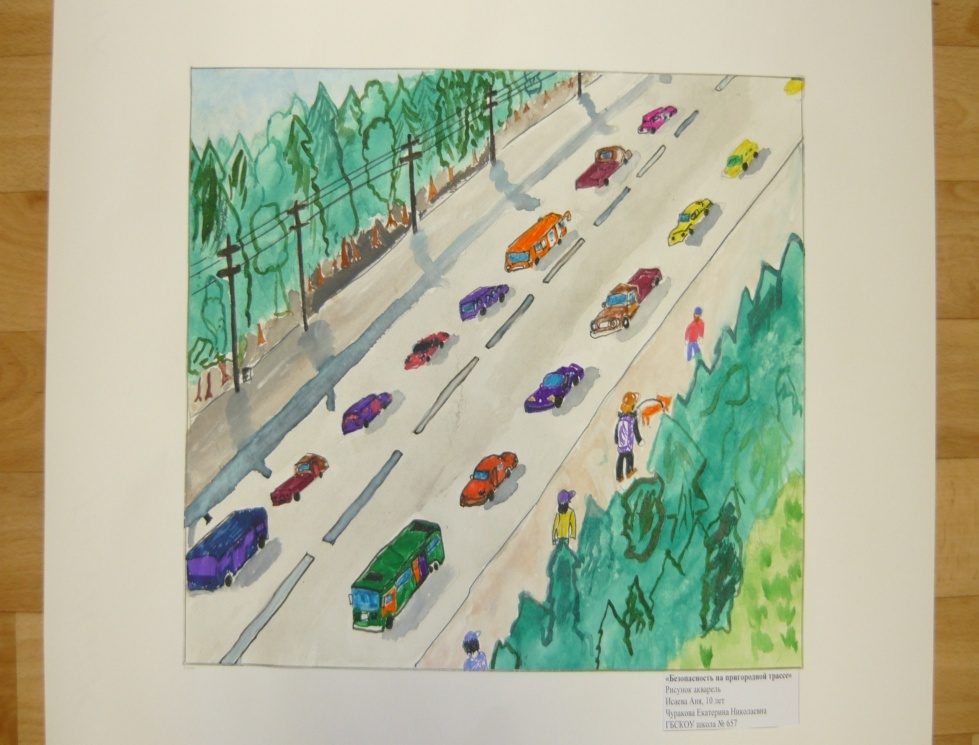 «Безопасность на пригородной трассе»
Рисунок акварель
Исаева Аня, 10 лет
Чуракова Екатерина Николаевна
ГБСКОУ школа № 657